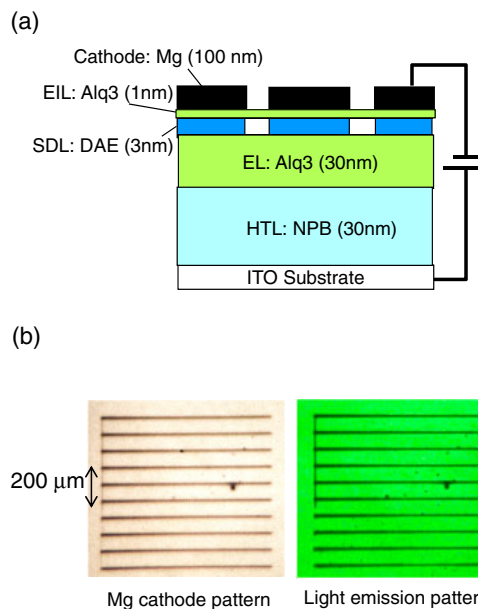 (a)
Cathode: Mg (100 nm)
EIL: Alq3 (1nm)
SDL: DAE (3nm)
EL: Alq3 (30nm)
HTL: NPB (30nm)
ITO Substrate
(b)
200 μm
Mg cathode pattern
Light emission pattern